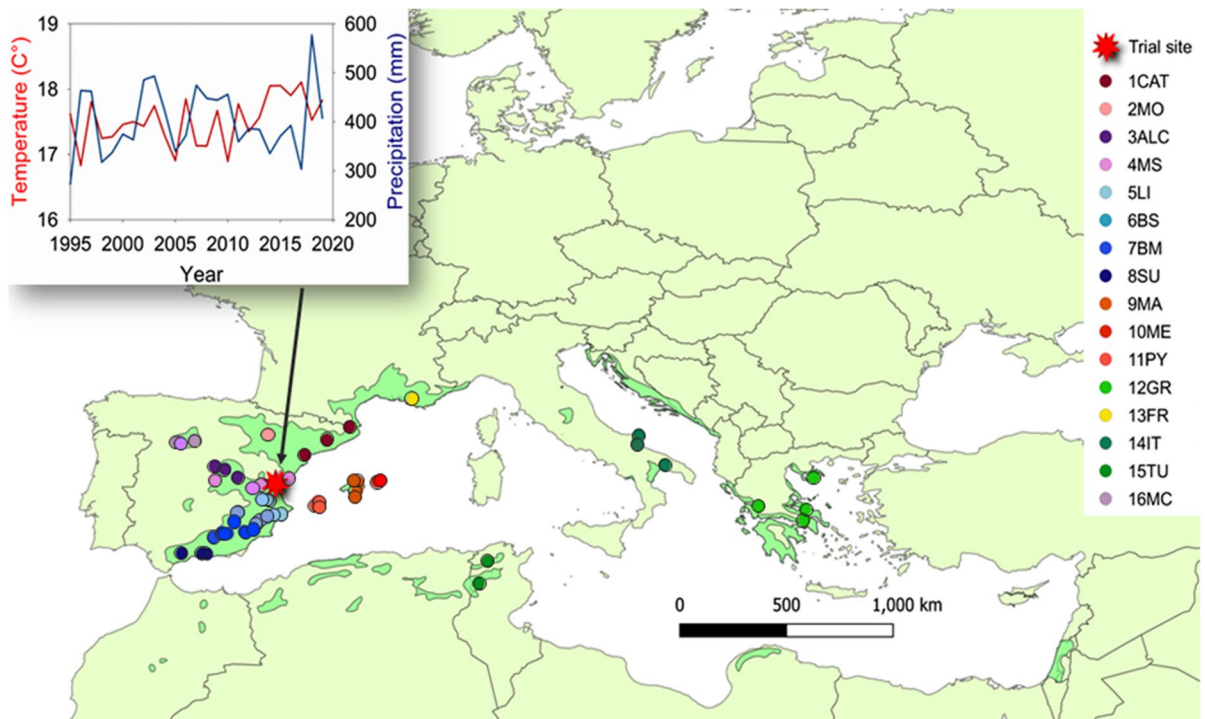 19
18
17
16
Temperature (C°)
600
500
400
300
200
Precipitation (mm)
1995 2000 2005 2010 2015 2020
Year
Trial site
1CAT
2MO
3ALC
4MS
5LI
6BS
7BM
8SU
9MA
10ME
11PY
12GR
13FR
14IT
15TU
16MC
0 500 1,000 km